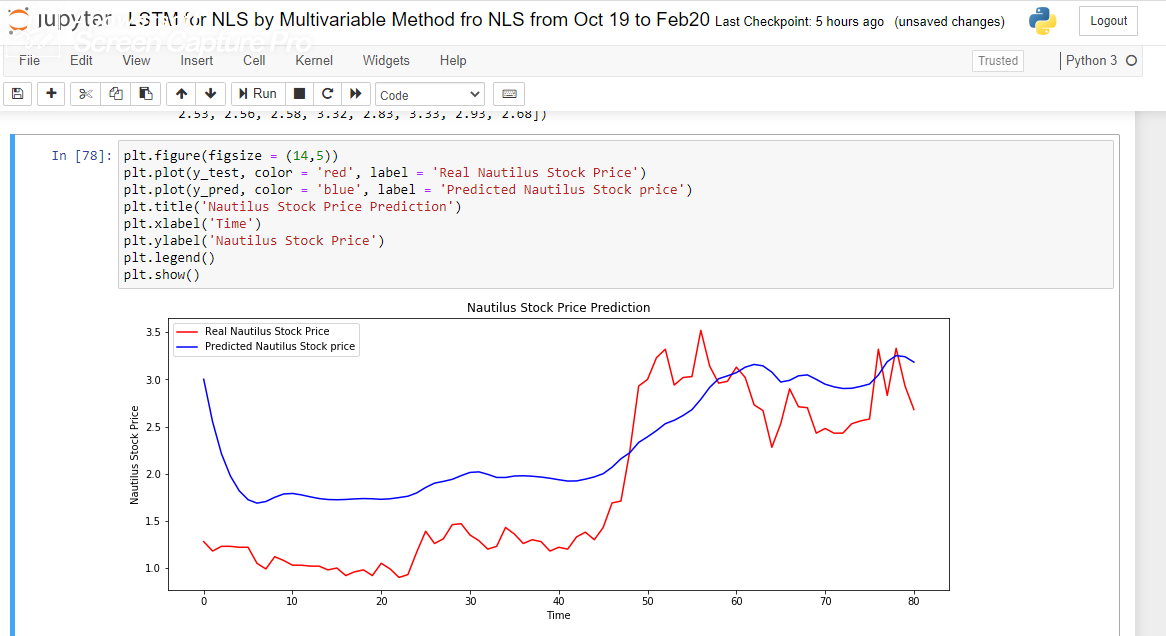 jupyter LSTM for NLS by Multivariable Method fro NLS from Oct 19 to Feb20 Last Checkpoint: 5 hours ago (unsaved changes) Logout
Screen Capture Pro
File Edit View Insert Cell Kernel Widgets Help Trusted Python 3
Run Code
2.53, 2.56, 2.58, 3.32, 2.83, 3.33, 2.93, 2.68])
In [78]: plt.figure(figsize = (14,5))
plt.plot(y_test, color = 'red', label = 'Real Nautilus Stock Price')
plt.plot(y_pred, color = 'blue', label = 'Predicted Nautilus Stock price')
plt.title('Nautilus Stock Price Prediction')
plt.xlabel('Time')
plt.ylabel('Nautilus Stock Price')
plt.legend()
plt.show()
Nautilus Stock Price Prediction
Real Nautilus Stock Price
Predicted Nautilus Stock price
3.5
3.0
2.5
2.0
1.5
1.0
Nautilus Stock Price
0 10 20 30 40 50 60 70 80
Time